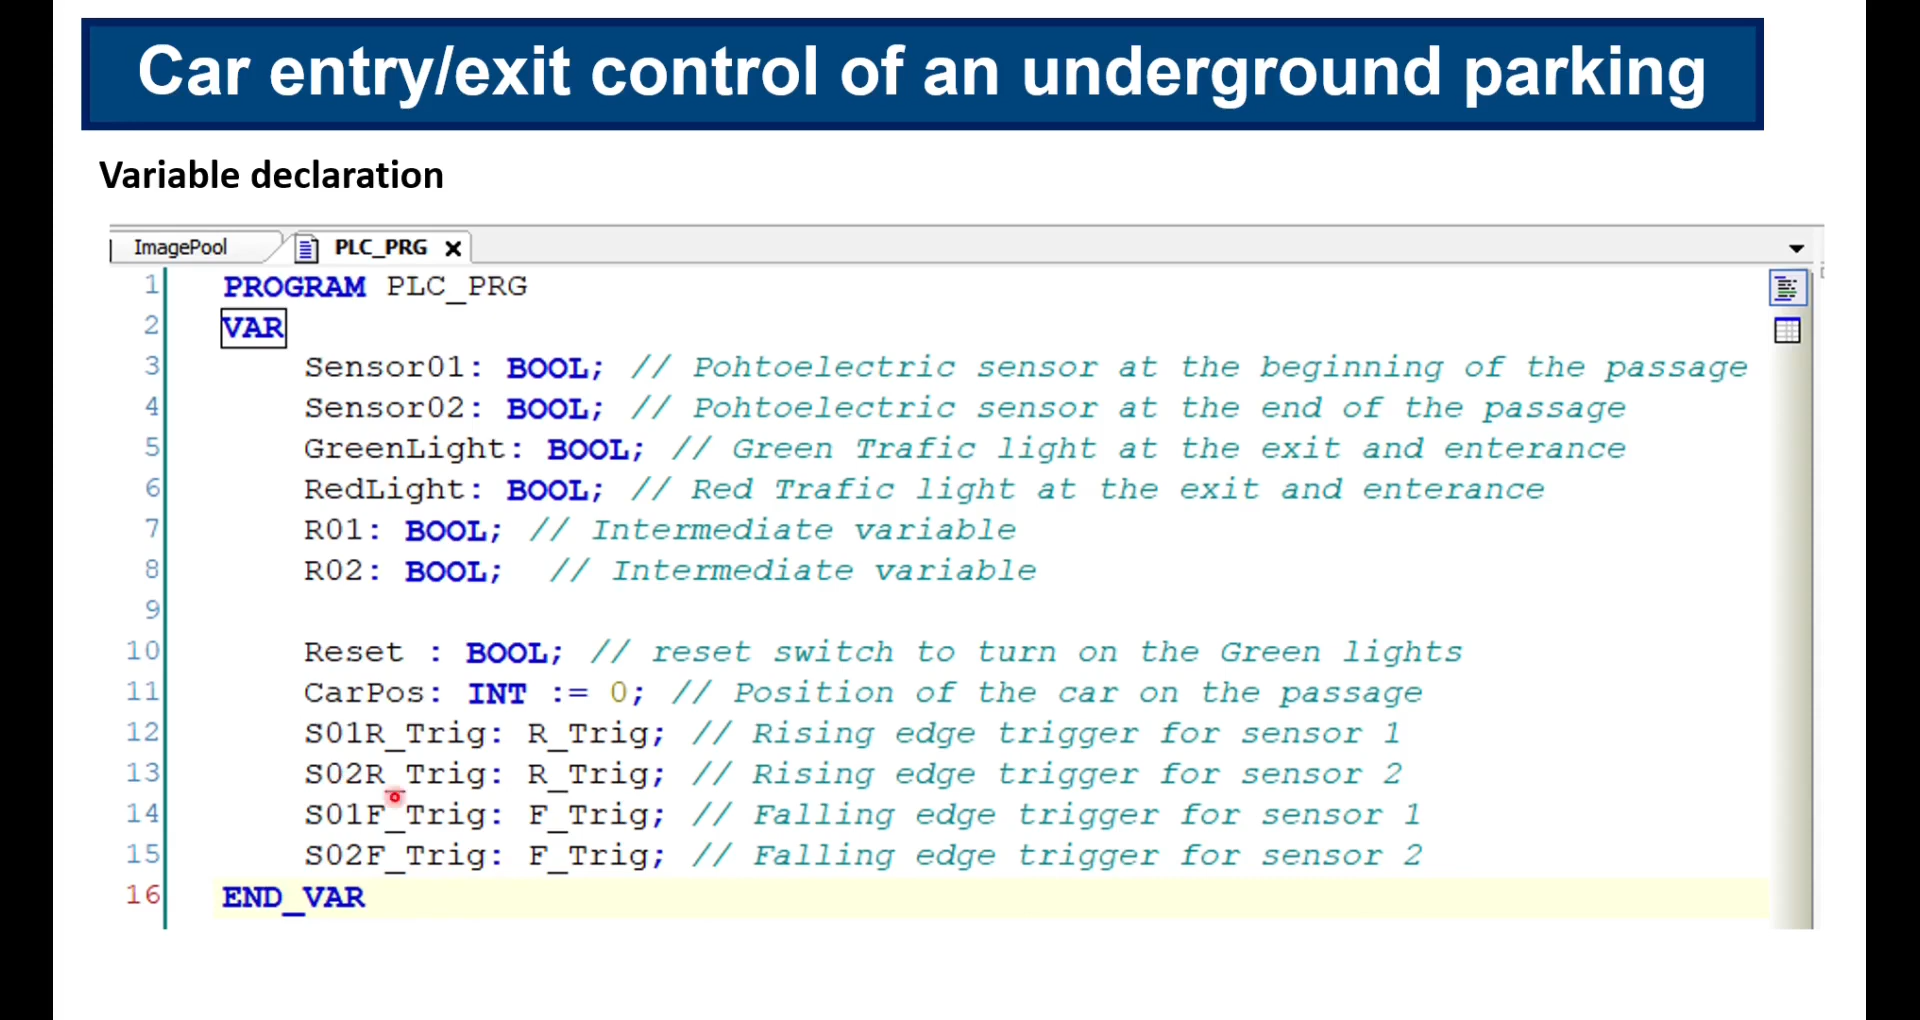 Car entry/exit control of an underground parking
Variable declaration
ImagePool PLC_PRG
1 PROGRAM PLC_PRG
2 VAR
3 Sensor01: BOOL; // Pohtoelectric sensor at the beginning of the passage
4 Sensor02: BOOL; // Pohtoelectric sensor at the end of the passage
5 GreenLight: BOOL; // Green Trafic light at the exit and enterance
6 RedLight: BOOL; // Red Trafic light at the exit and enterance
7 R01: BOOL; // Intermediate variable
8 R02: BOOL; // Intermediate variable
9
10 Reset : BOOL; // reset switch to turn on the Green lights
11 CarPos: INT := 0; // Position of the car on the passage
12 S01R_Trig: R_Trig; // Rising edge trigger for sensor 1
13 S02R_Trig: R_Trig; // Rising edge trigger for sensor 2
14 S01F_Trig: F_Trig; // Falling edge trigger for sensor 1
15 S02F_Trig: F_Trig; // Falling edge trigger for sensor 2
16 END_VAR